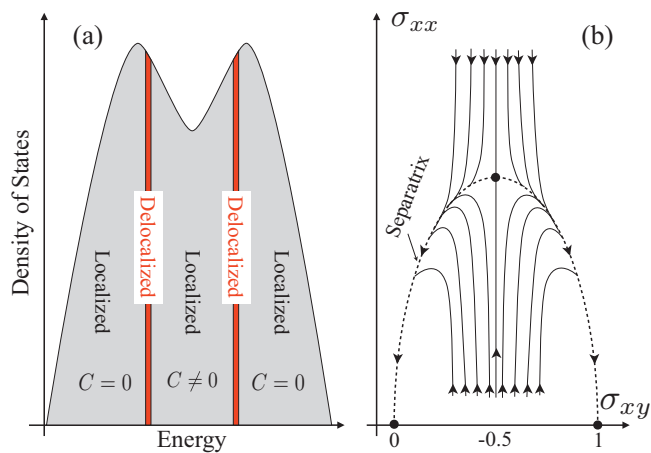 (a)
Density of States
Localized
Delocalized
Localized
Delocalized
Localized
C = 0
C ≠ 0
C = 0
Energy
σxx
(b)
Separatrix
σxy
0
-0.5
1